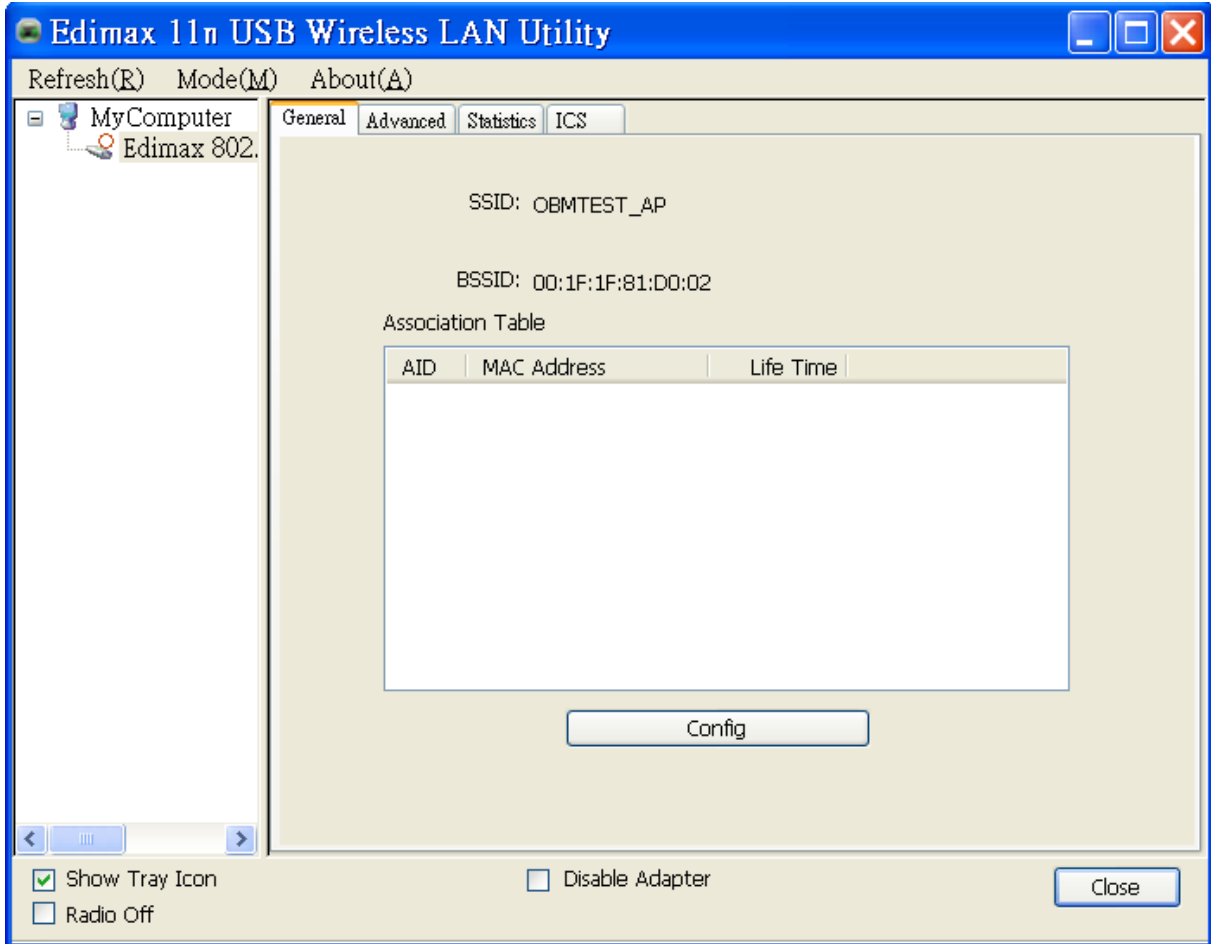 Edimax 11n USB Wireless LAN Utility
Refresh(R) Mode(M) About(A)
MyComputer
Edimax 802.
General Advanced Statistics ICS
SSID: OBMTEST_AP
BSSID: 00:1F:1F:81:D0:02
Association Table
AID MAC Address Life Time
Config
Show Tray Icon
Radio Off
Disable Adapter
Close